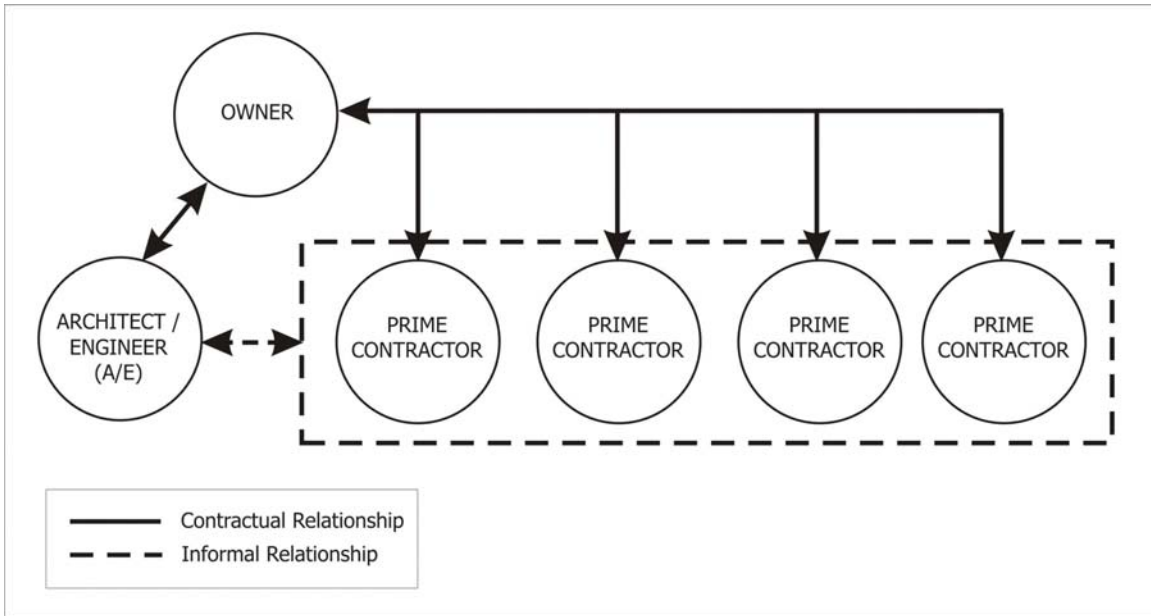 OWNER
ARCHITECT /
ENGINEER
(A/E)
PRIME
CONTRACTOR
PRIME
CONTRACTOR
PRIME
CONTRACTOR
PRIME
CONTRACTOR
Contractual Relationship
Informal Relationship